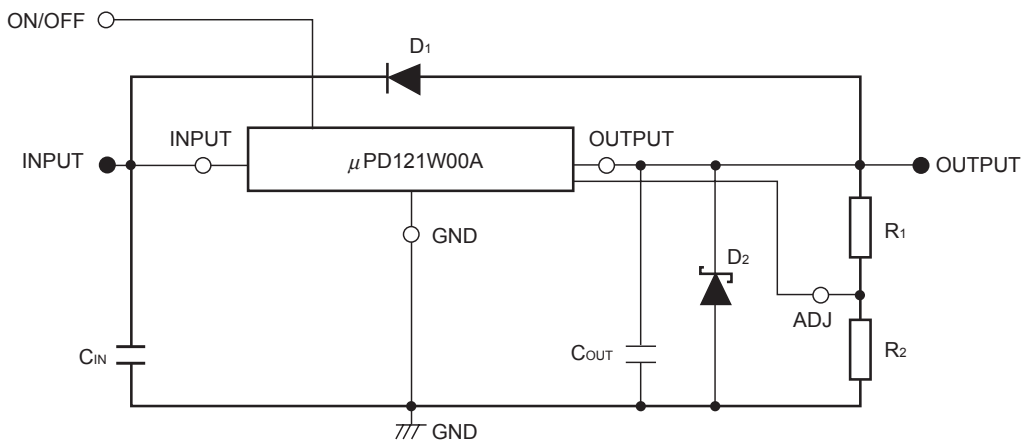 ON/OFF
D1
INPUT
INPUT
μPD121W00A
OUTPUT
OUTPUT
GND
R1
D2
ADJ
CIN
COUT
R2
GND